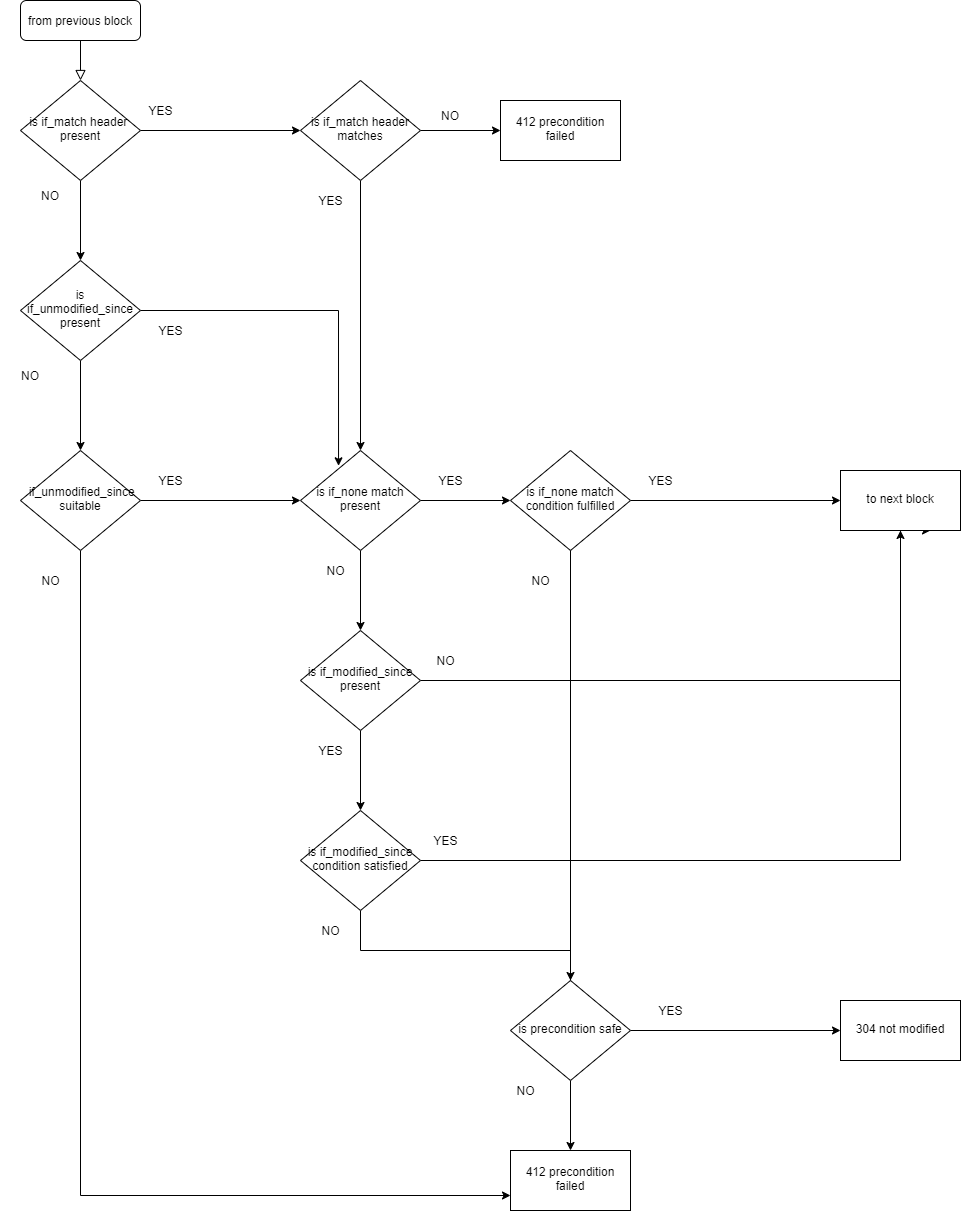 from previous block
is if_match header
present
YES
is if_match header
matches
NO
412 precondition
failed
NO
YES
is
if_unmodified_since
present
YES
NO
if_unmodified_since
suitable
YES
is if_none match
present
YES
is if_none match
condition fulfilled
YES
to next block
NO
NO
NO
is if_modified_since
present
NO
YES
is if_modified_since
condition satisfied
YES
NO
is precondition safe
YES
304 not modified
NO
412 precondition
failed